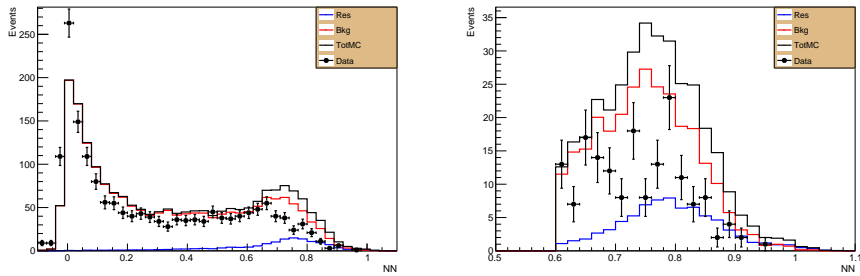 Events
250
200
150
100
50
0
0 0.2 0.4 0.6 0.8 1
NN
Res
Bkg
TotMC
Data
Events
35
30
25
20
15
10
5
0
0.5 0.6 0.7 0.8 0.9 1 1.1
NN
Res
Bkg
TotMC
Data